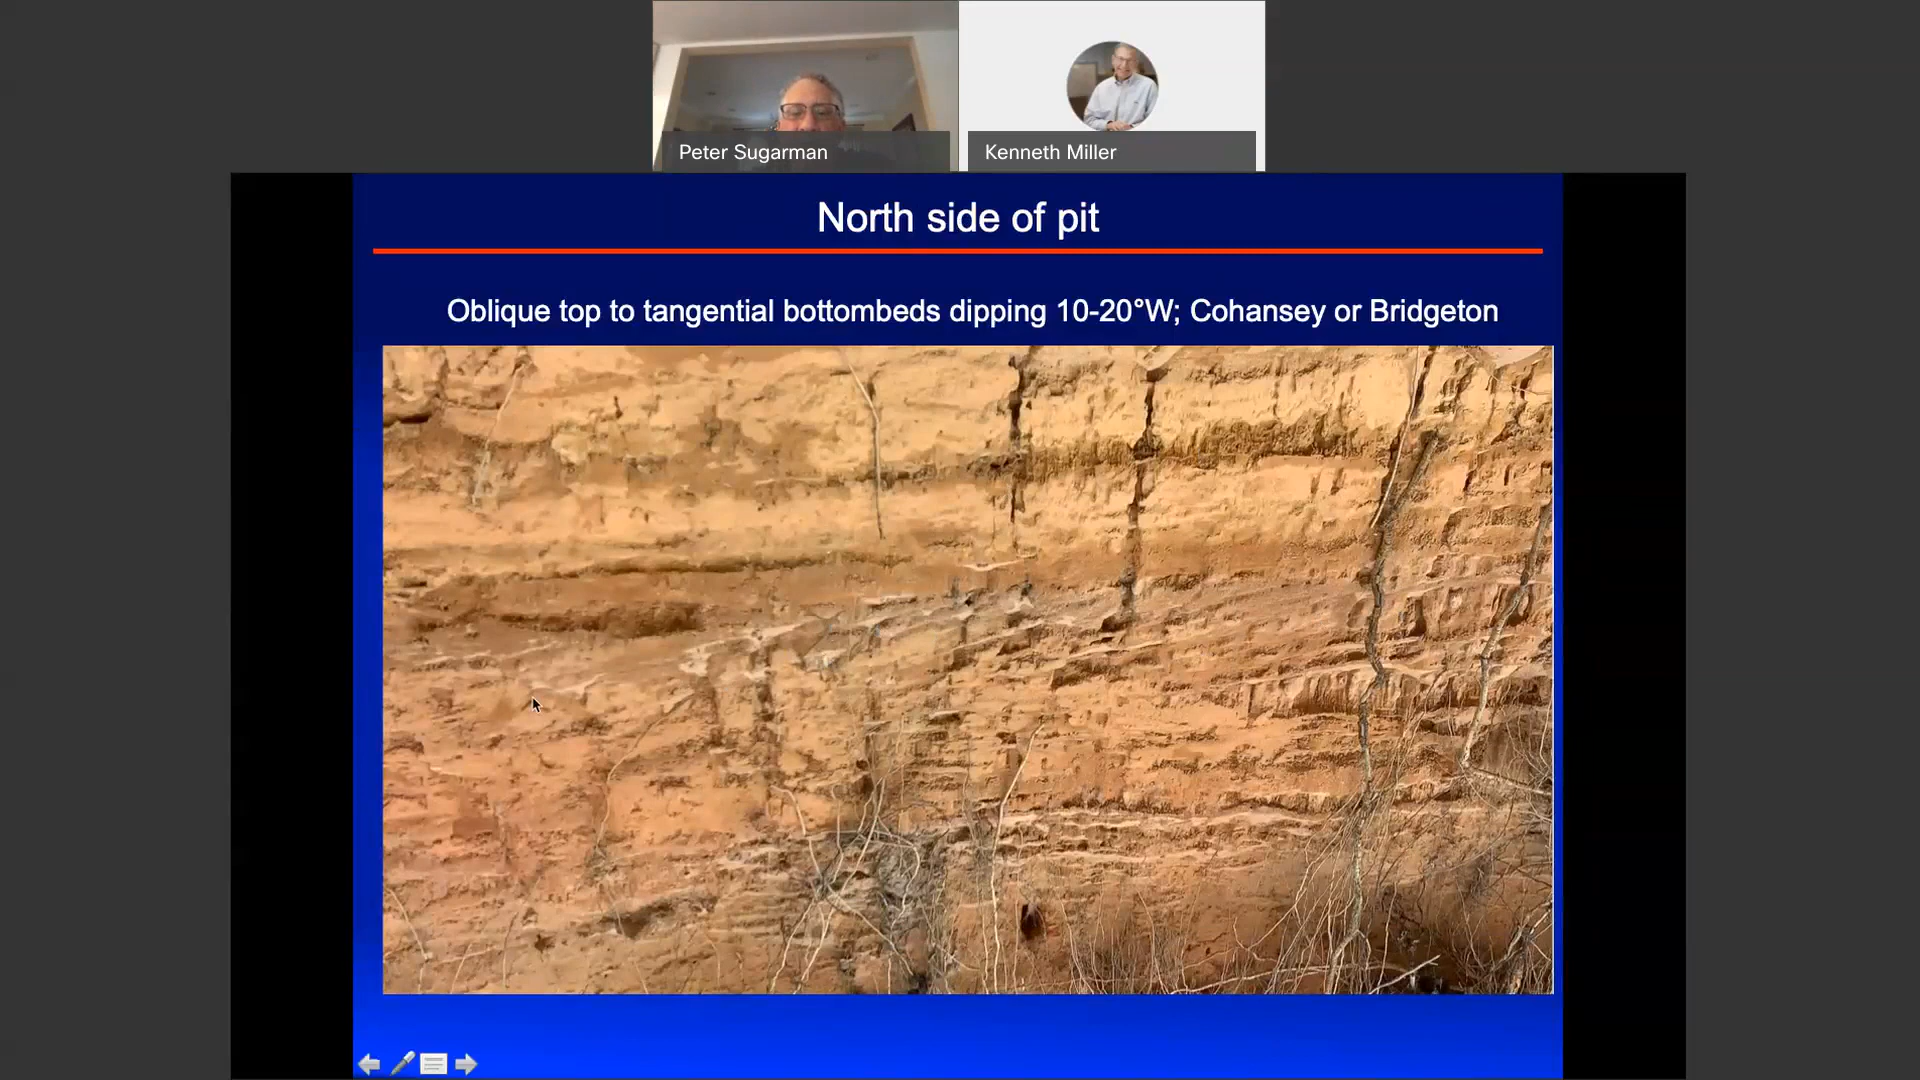 Peter Sugarman
Kenneth Miller
North side of pit
Oblique top to tangential bottombeds dipping 10-20°W; Cohansey or Bridgeton